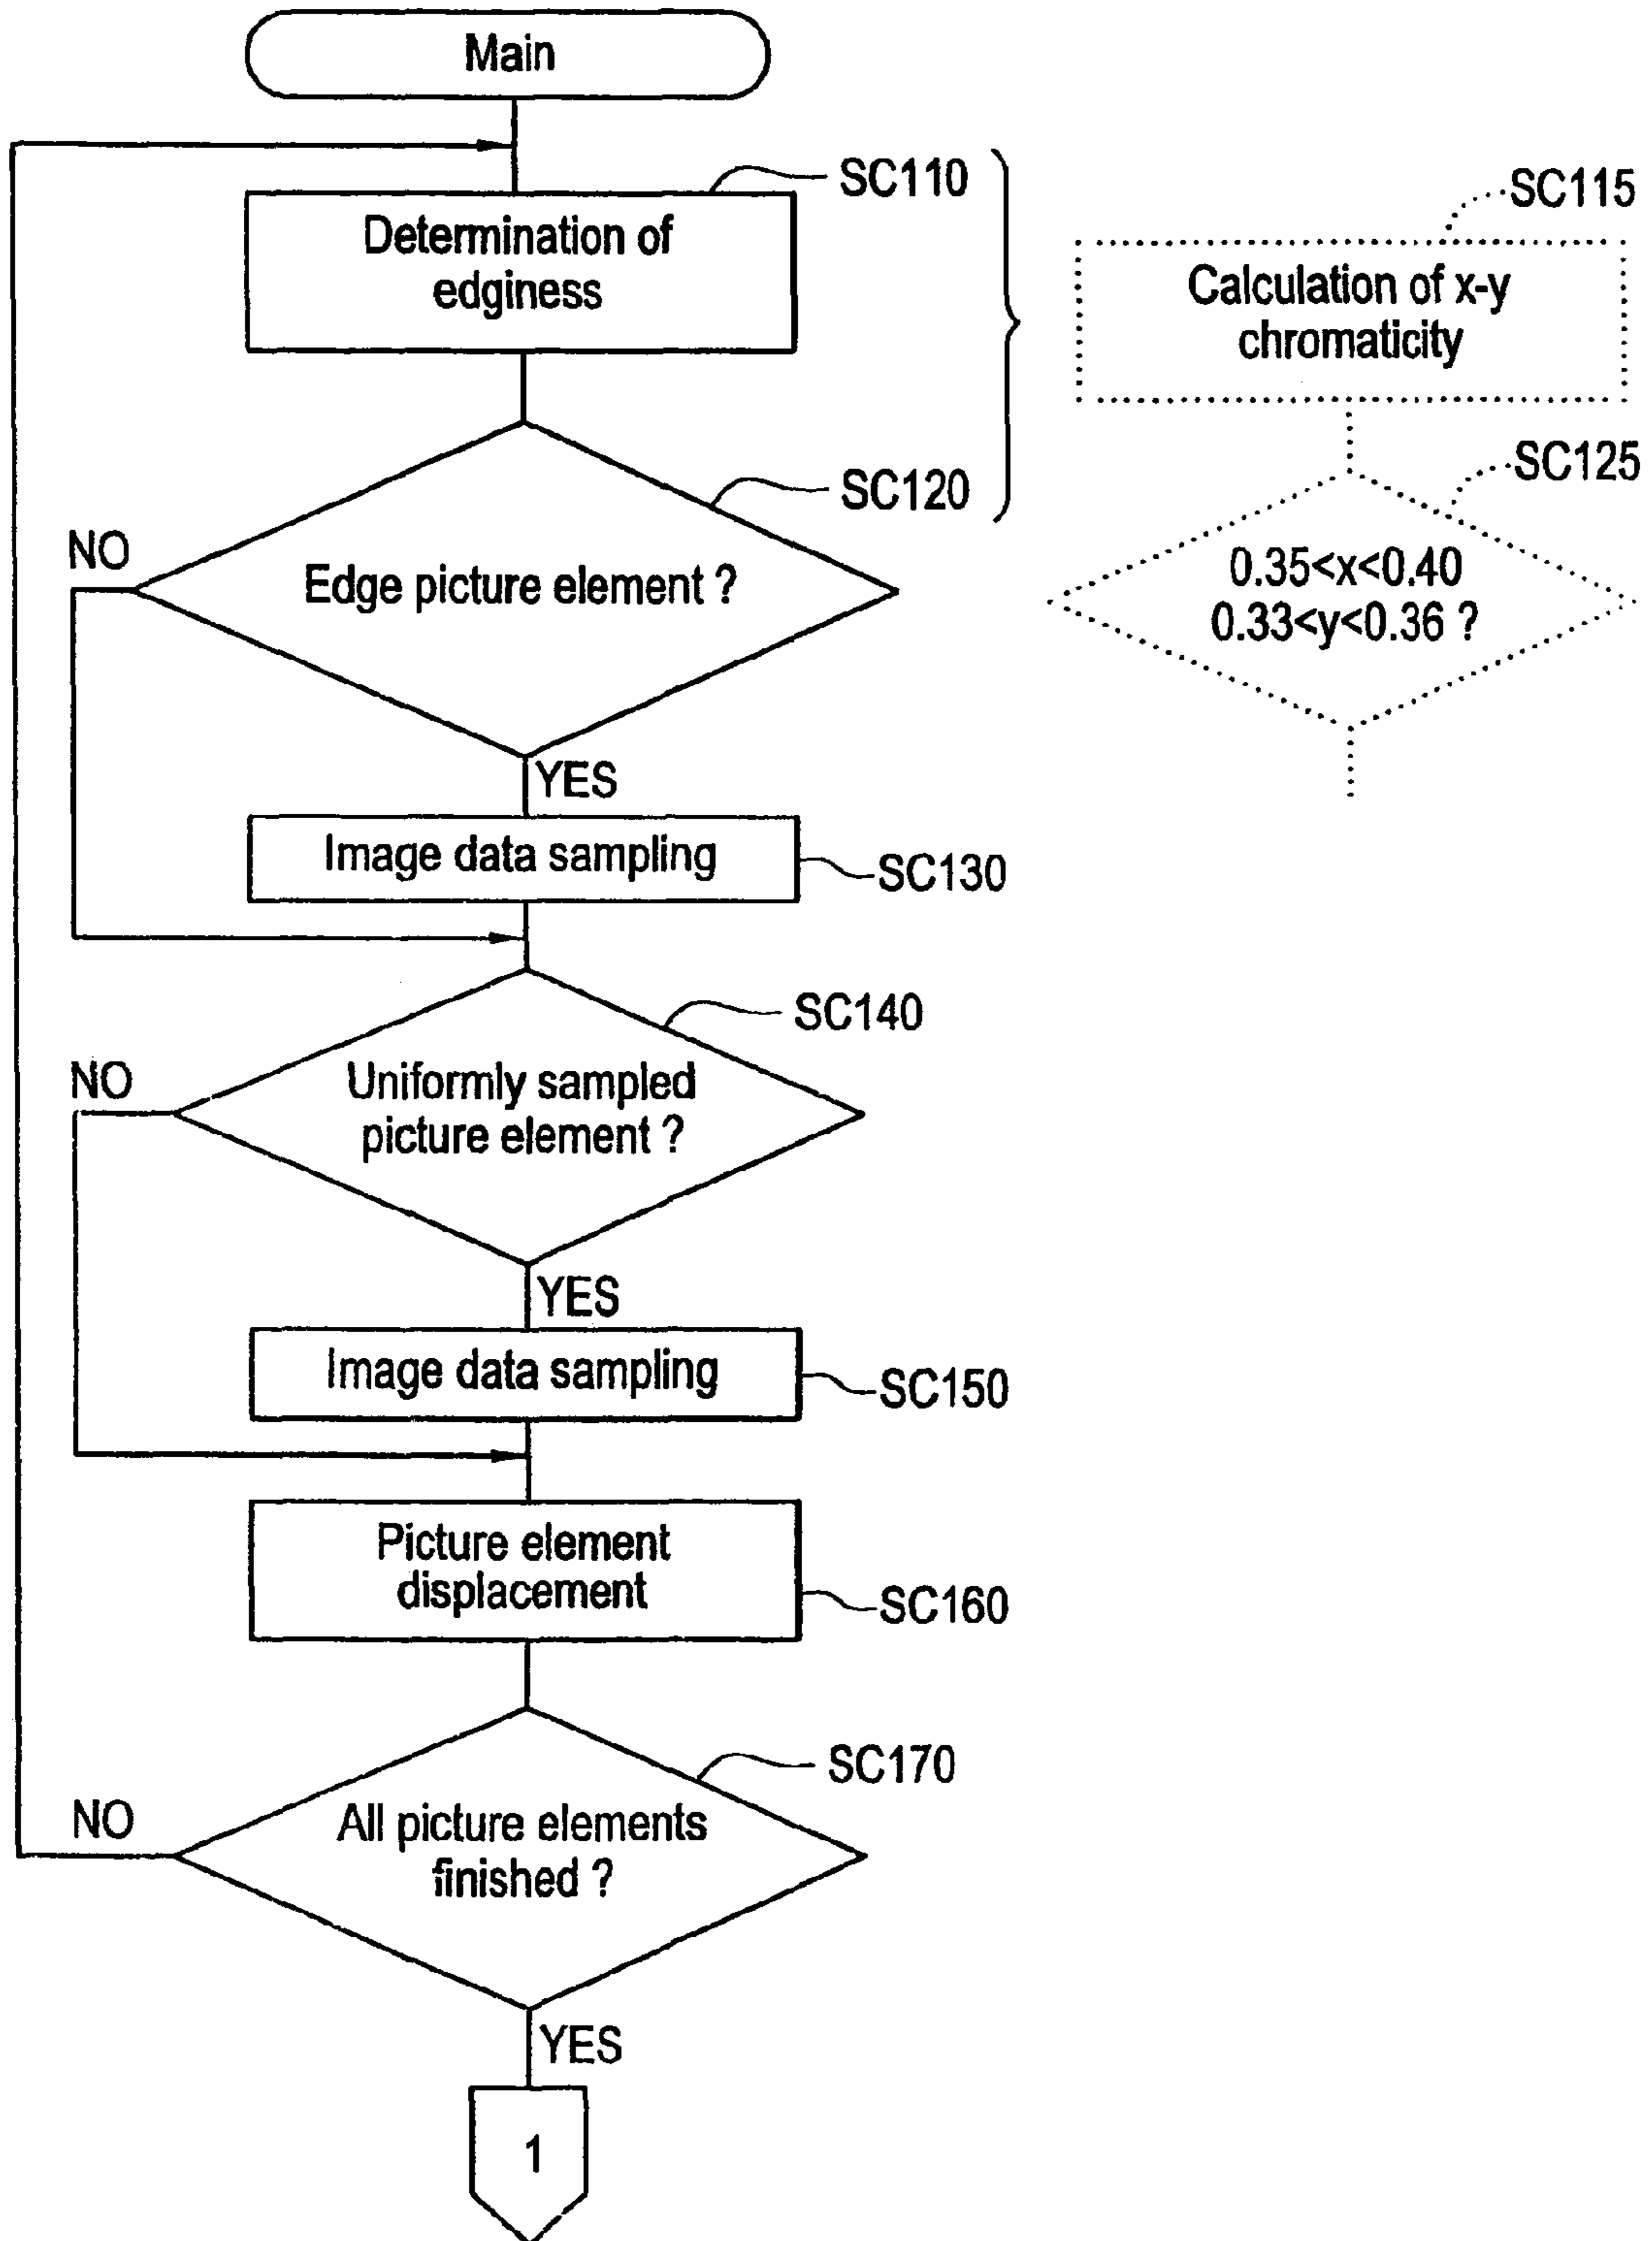 Main
SC110
Determination of
edginess
SC115
Calculation of x-y
chromaticity
SC120
NO
Edge picture element ?
SC125
0.35<x<0.40
0.33<y<0.36 ?
YES
Image data sampling
SC130
SC140
NO
Uniformly sampled
picture element ?
YES
Image data sampling
SC150
Picture element
displacement
SC160
SC170
NO
All picture elements
finished ?
YES
1